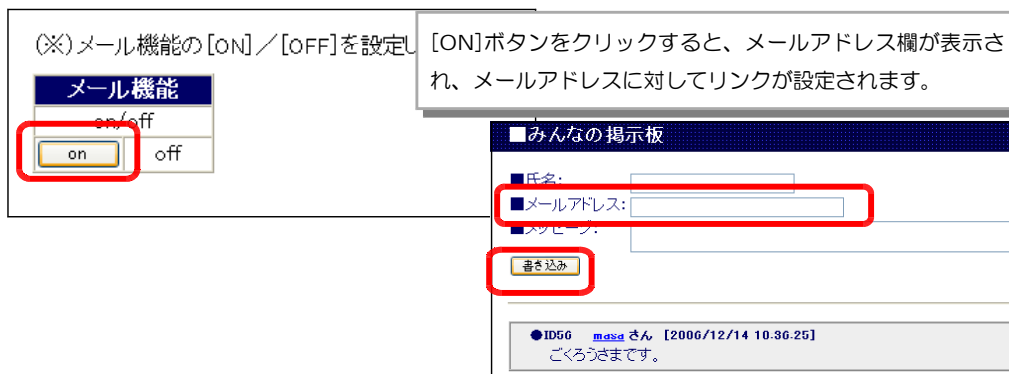 (※)メール機能の[ON]／[OFF]を設定し
メール機能
on/off
on off
[ON]ボタンをクリックすると、メールアドレス欄が表示さ
れ、メールアドレスに対してリンクが設定されます。
■みんなの掲示板
■氏名:
■メールアドレス:
■メッセージ:
書き込み
●ID56 masaさん [2006/12/14 10:36:25]
ごくろうさまです。